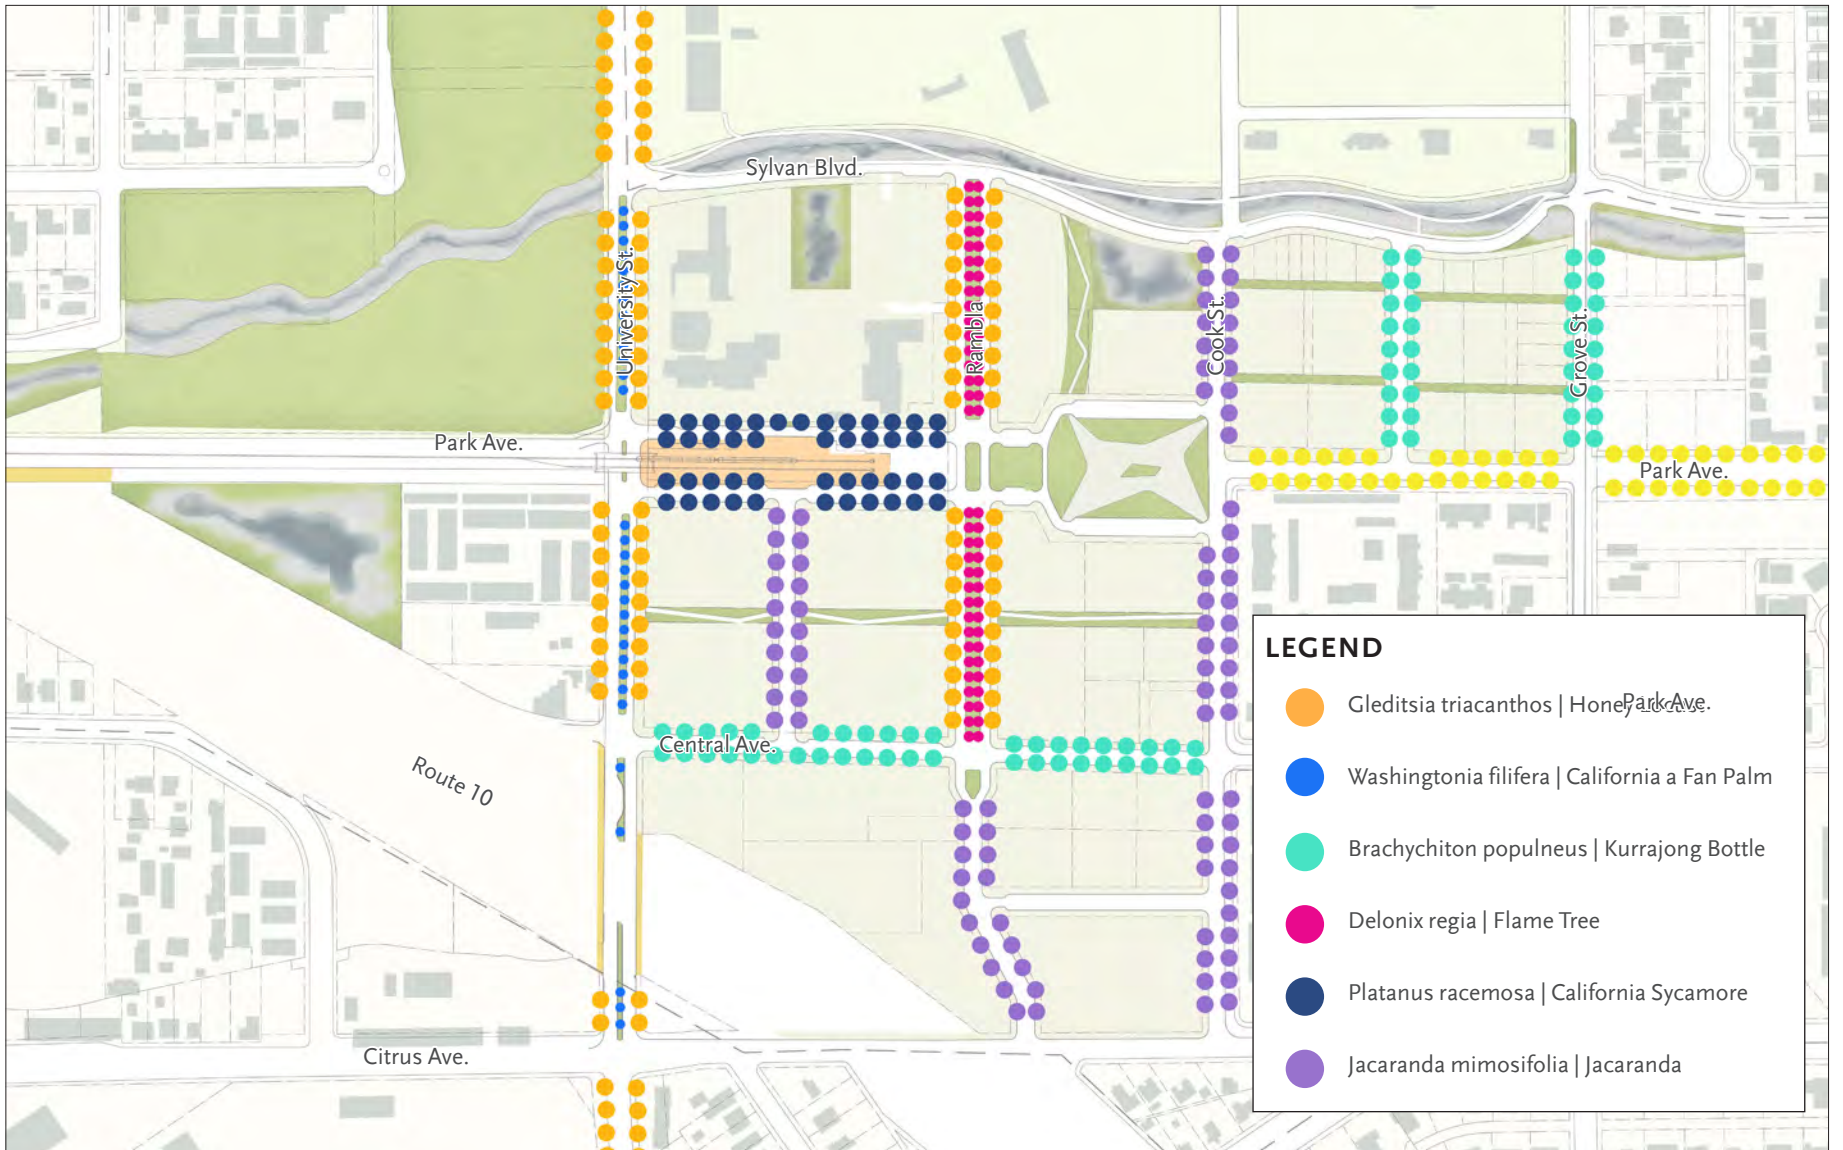 Sylvan Blvd.
University St.
Rambla
Cook St.
Grove St.
Park Ave.
Park Ave.
Central Ave.
Route 10
Citrus Ave.
LEGEND
Gleditsia triacanthos | Honey
Park Ave.
Washingtonia filifera | California a Fan Palm
Brachychiton populneus | Kurrajong Bottle
Delonix regia | Flame Tree
Platanus racemosa | California Sycamore
Jacaranda mimosifolia | Jacaranda